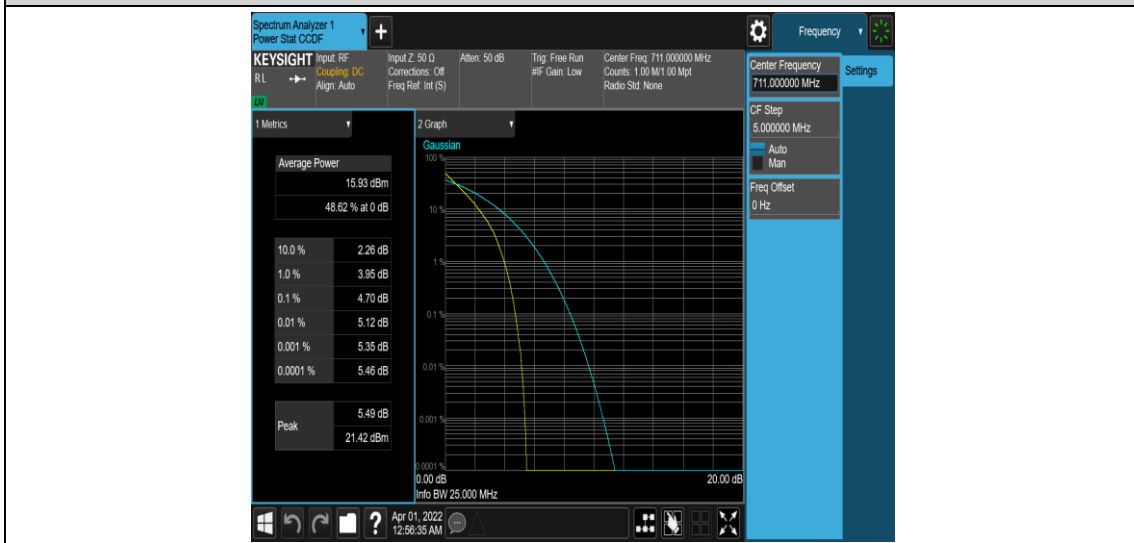 Spectrum Analyzer 1
Power Stat CCDF
Frequency
KEYSIGHT
RL
Input: RF
Coupling: DC
Align: Auto
Input Z: 50 Ω
Corrections: Off
Freq Ref: Int (S)
Atten: 50 dB
Trig: Free Run
#IF Gain: Low
Center Freq: 711.000000 MHz
Counts: 1.00 M/1.00 Mpt
Radio Std: None
Center Frequency
711.000000 MHz
Settings
CF Step
5.000000 MHz
Auto
Man
Freq Offset
0 Hz
1 Metrics
Average Power
15.93 dBm
48.62 % at 0 dB
10.0 % 2.26 dB
1.0 % 3.95 dB
0.1 % 4.70 dB
0.01 % 5.12 dB
0.001 % 5.35 dB
0.0001 % 5.46 dB
Peak
5.49 dB
21.42 dBm
2 Graph
Gaussian
100 %
10 %
1 %
0.1 %
0.01 %
0.001 %
0.0001 %
0.00 dB 20.00 dB
Info BW 25.000 MHz
Apr 01, 2022
12:56:35 AM